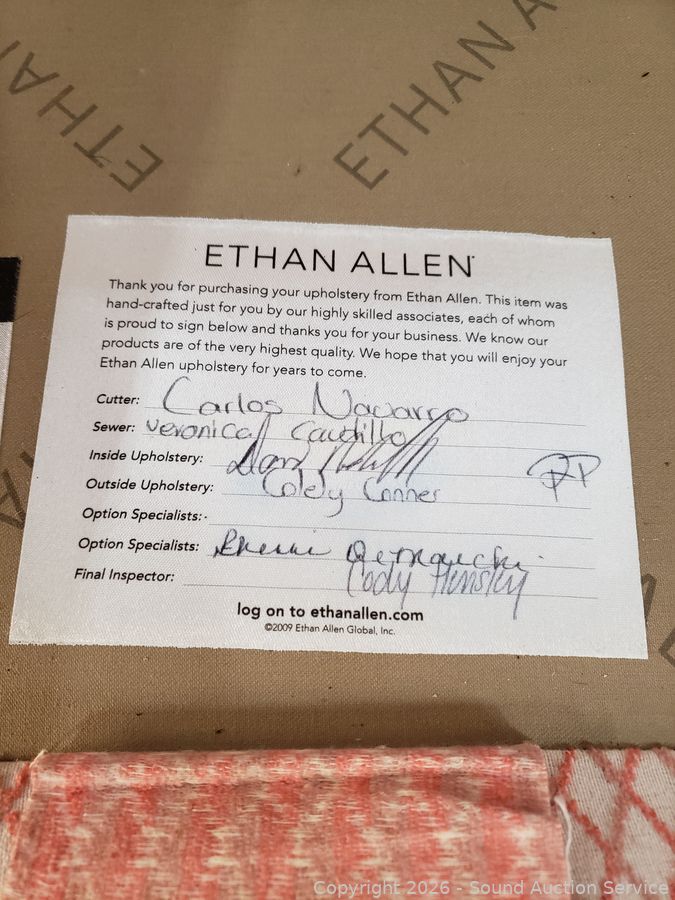 ETHAN
ETHAN A
ETHAN ALLEN
Thank you for purchasing your upholstery from Ethan Allen. This item was
hand-crafted just for you by our highly skilled associates, each of whom
is proud to sign below and thanks you for your business. We know our
products are of the very highest quality. We hope that you will enjoy your
Ethan Allen upholstery for years to come.
Cutter: Carlos Navarro
Sewer: Veronica Caudillo
Inside Upholstery:
Outside Upholstery: Coley Conner
Option Specialists:
Option Specialists:
Final Inspector: Cody Hensley
log on to ethanallen.com
©2009 Ethan Allen Global, Inc.
Copyright 2026 - Sound Auction Service